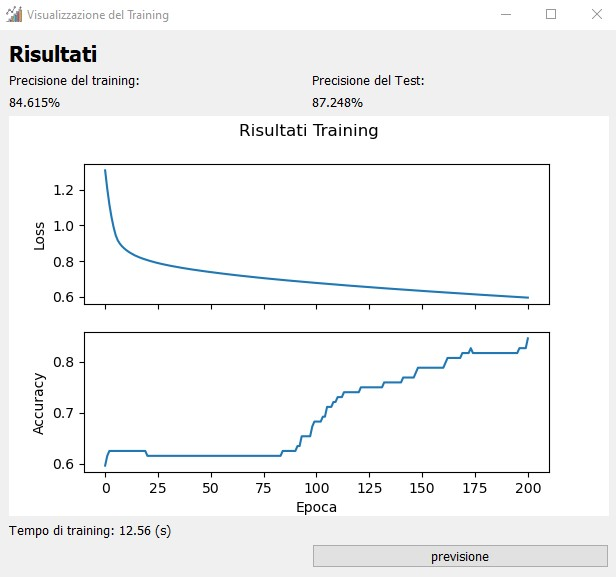 Visualizzazione del Training
Risultati
Precisione del training:
Precisione del Test:
84.615%
87.248%
Risultati Training
1.2
1.0
0.8
0.6
Loss
0.8
0.7
0.6
Accuracy
0 25 50 75 100 125 150 175 200
Epoca
Tempo di training: 12.56 (s)
previsione